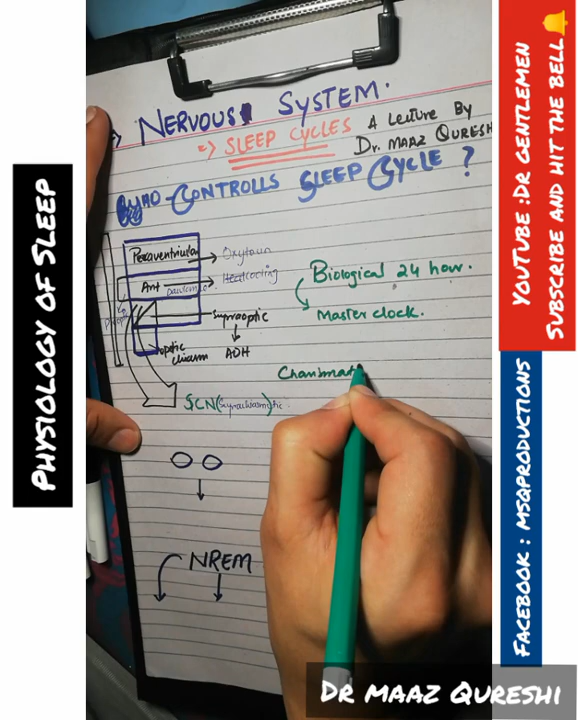 NERVOUS SYSTEM.
=> SLEEP CYCLES
A Lecture By
Dr. MAAZ QURESH
WHO CONTROLLS SLEEP CYCLE ?
Paraventricular → Oxytocin
Ant → Heat cooling
Supraoptic
ADH
optic chiasm
SCN
Biological 24 hour.
Master clock.
NREM
PHYSIOLOGY OF SLEEP
YOUTUBE :DR GENTLEMEN
SUBSCRIBE AND HIT THE BELL🔔
FACEBOOK : MSQPRODUCTIONS
DR MAAZ QURESHI